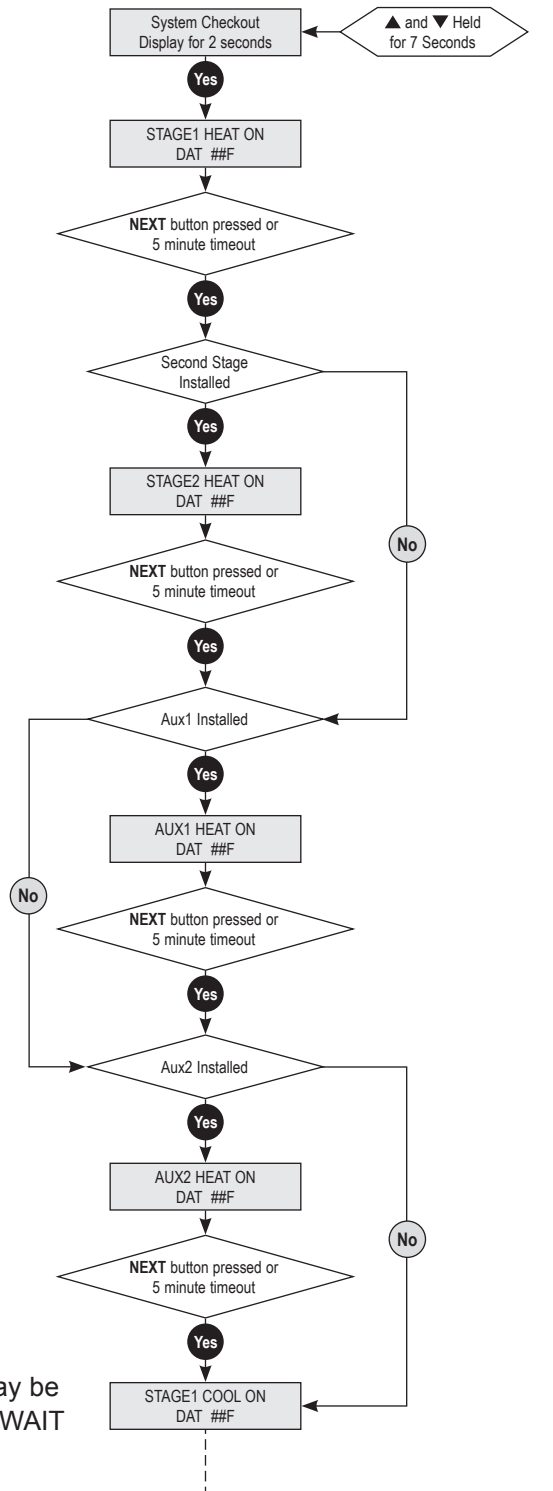 System Checkout
Display for 2 seconds
▲ and ▼ Held
for 7 Seconds
Yes
STAGE1 HEAT ON
DAT ##F
NEXT button pressed or
5 minute timeout
Yes
Second Stage
Installed
Yes
STAGE2 HEAT ON
DAT ##F
No
NEXT button pressed or
5 minute timeout
Yes
Aux1 Installed
Yes
AUX1 HEAT ON
DAT ##F
No
NEXT button pressed or
5 minute timeout
Yes
Aux2 Installed
Yes
AUX2 HEAT ON
DAT ##F
No
NEXT button pressed or
5 minute timeout
Yes
STAGE1 COOL ON
DAT ##F
ay be
WAIT